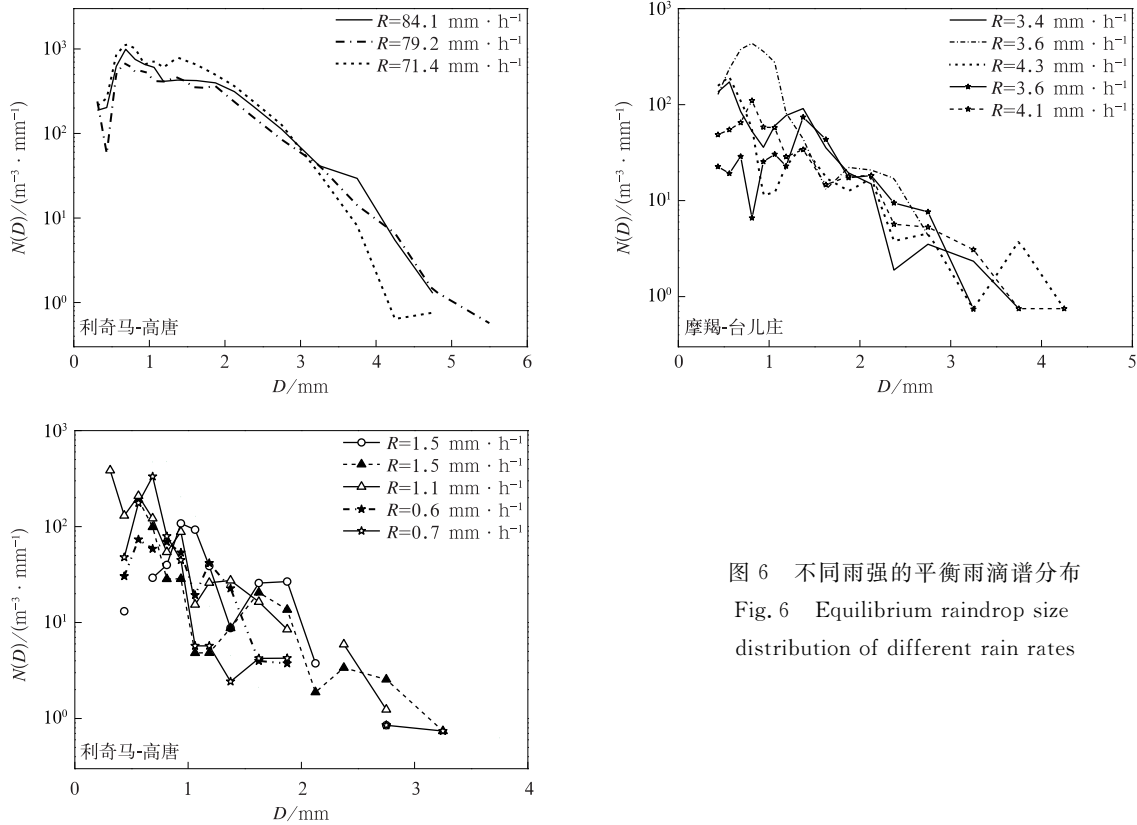 10³
10²
10¹
10⁰
N(D)/(m⁻³·mm⁻¹)
R=84.1 mm·h⁻¹
R=79.2 mm·h⁻¹
R=71.4 mm·h⁻¹
利奇马-高唐
0 1 2 3 4 5 6
D/mm
10³
10²
10¹
10⁰
N(D)/(m⁻³·mm⁻¹)
R=3.4 mm·h⁻¹
R=3.6 mm·h⁻¹
R=4.3 mm·h⁻¹
R=3.6 mm·h⁻¹
R=4.1 mm·h⁻¹
摩羯-台儿庄
0 1 2 3 4 5
D/mm
10³
10²
10¹
10⁰
N(D)/(m⁻³·mm⁻¹)
R=1.5 mm·h⁻¹
R=1.5 mm·h⁻¹
R=1.1 mm·h⁻¹
R=0.6 mm·h⁻¹
R=0.7 mm·h⁻¹
利奇马-高唐
0 1 2 3 4
D/mm
图 6 不同雨强的平衡雨滴谱分布
Fig. 6 Equilibrium raindrop size
distribution of different rain rates